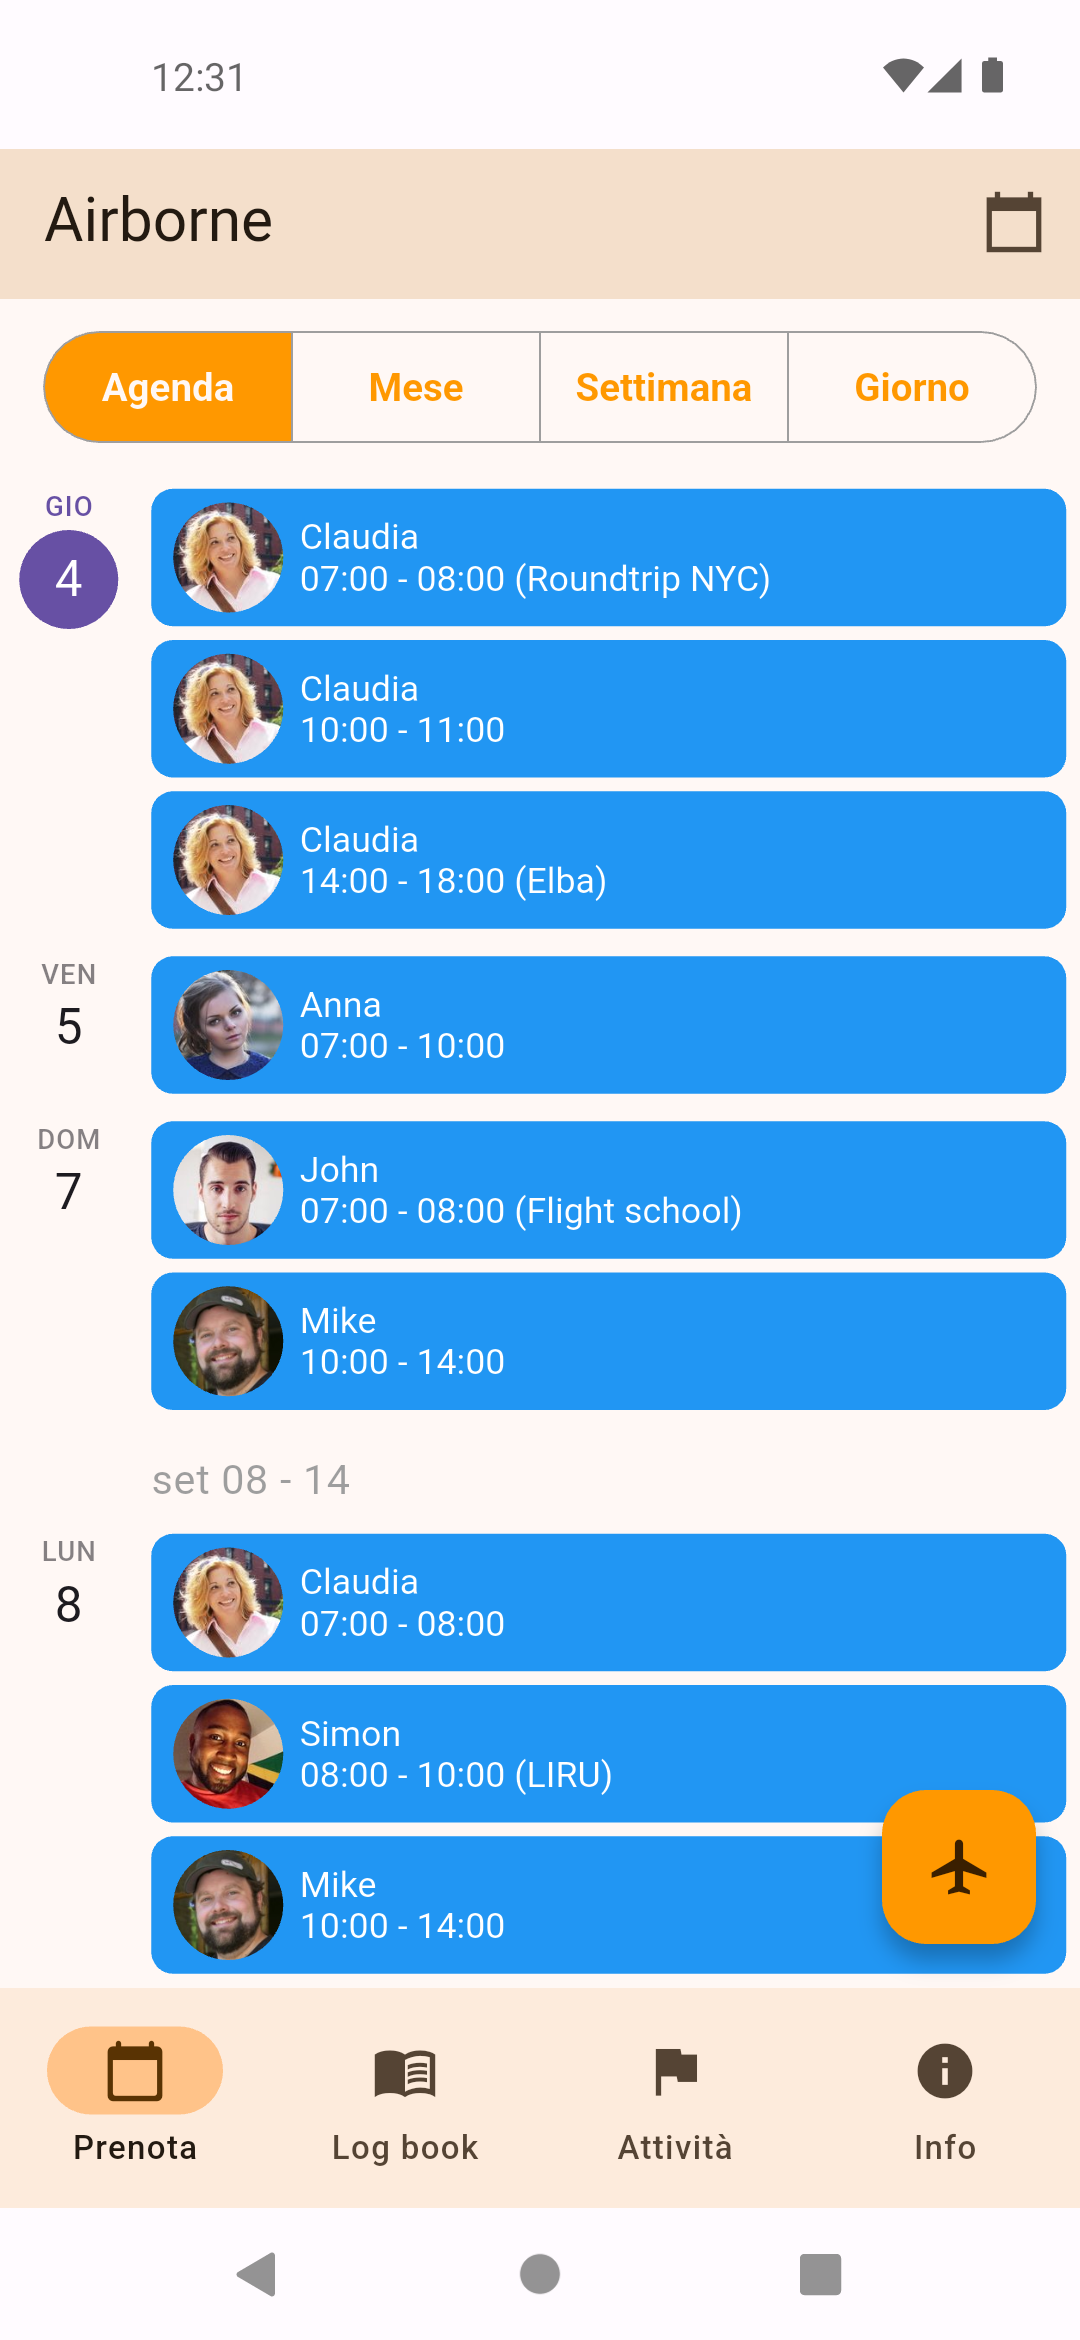 12:31
Airborne
Agenda Mese Settimana Giorno
GIO
4
Claudia
07:00 - 08:00 (Roundtrip NYC)
Claudia
10:00 - 11:00
Claudia
14:00 - 18:00 (Elba)
VEN
5
Anna
07:00 - 10:00
DOM
7
John
07:00 - 08:00 (Flight school)
Mike
10:00 - 14:00
set 08 - 14
LUN
8
Claudia
07:00 - 08:00
Simon
08:00 - 10:00 (LIRU)
Mike
10:00 - 14:00
Prenota Log book Attività Info